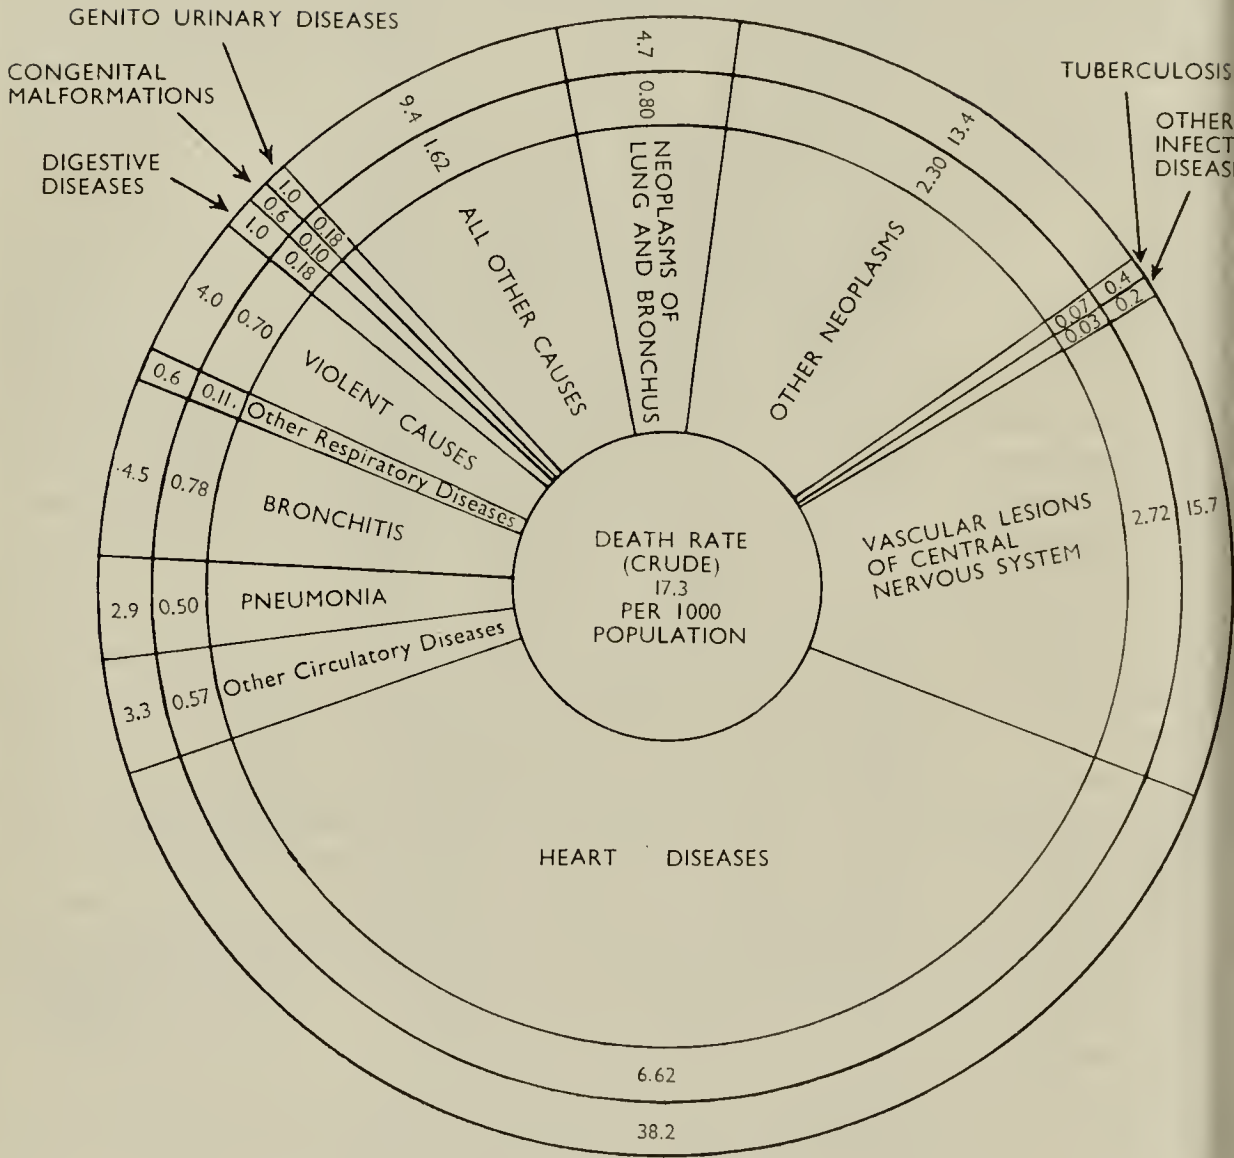 GENITO URINARY DISEASES
CONGENITAL
MALFORMATIONS
DIGESTIVE
DISEASES
TUBERCULOSIS
OTHER
INFECT
DISEAS
4.7
0.80
NEOPLASMS OF
LUNG AND BRONCHUS
13.4
2.30
OTHER NEOPLASMS
0.4
0.07
0.2
0.03
15.7
2.72
VASCULAR LESIONS
OF CENTRAL
NERVOUS SYSTEM
38.2
6.62
HEART DISEASES
3.3
0.57
Other Circulatory Diseases
2.9
0.50
PNEUMONIA
4.5
0.78
BRONCHITIS
0.6
0.11
Other Respiratory Diseases
4.0
0.70
VIOLENT CAUSES
1.0
0.18
0.6
0.10
1.0
0.18
9.4
1.62
ALL OTHER CAUSES
DEATH RATE
(CRUDE)
17.3
PER 1000
POPULATION